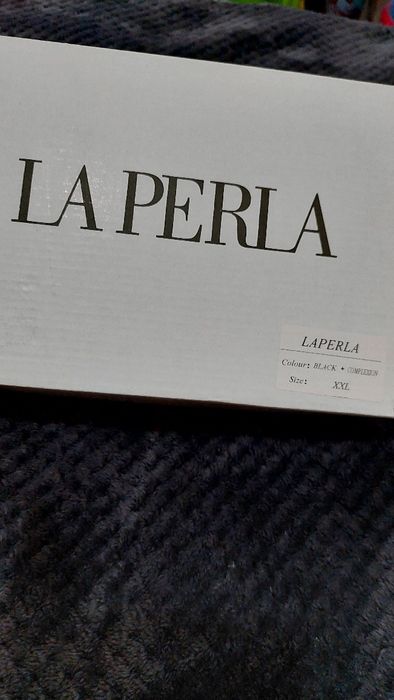 LA PERLA
LAPERLA
Colour: BLACK + COMPLEXION
Size: XXL